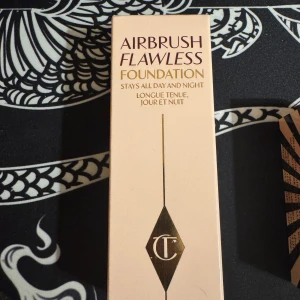 AIRBRUSH
FLAWLESS
FOUNDATION
STAYS ALL DAY AND NIGHT
LONGUE TENUE,
JOUR ET NUIT
CT